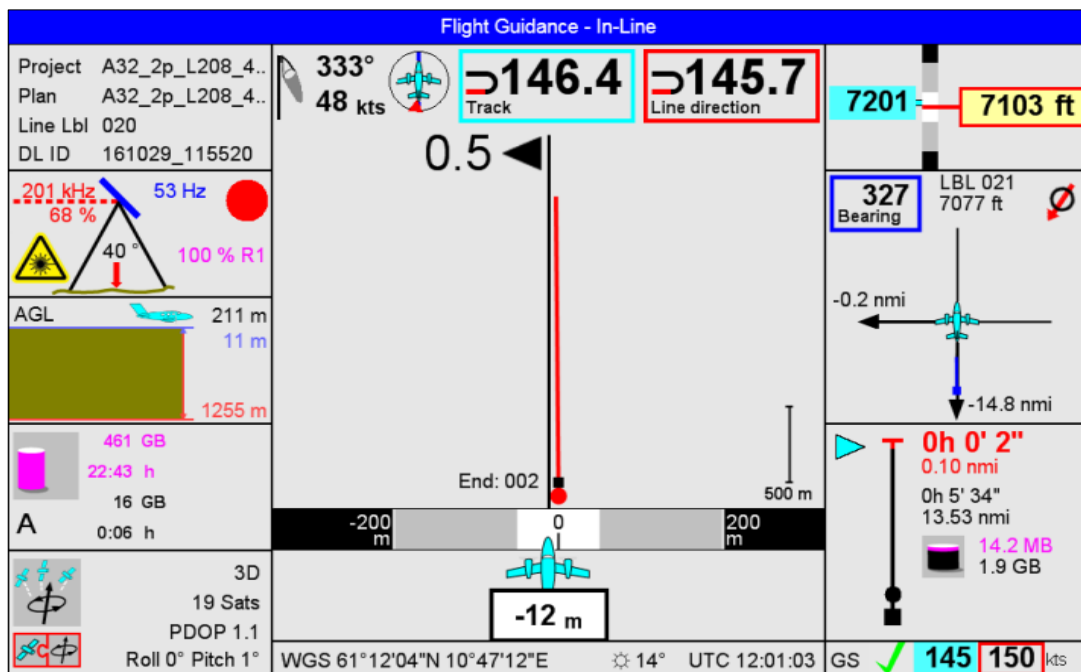 Flight Guidance - In-Line
Project A32_2p_L208_4..
Plan A32_2p_L208_4..
Line Lbl 020
DL ID 161029_115520
201 kHz 53 Hz
68 %
40 °
100 % R1
AGL 211 m
11 m
1255 m
461 GB
22:43 h
16 GB
A 0:06 h
3D
19 Sats
PDOP 1.1
C
Roll 0° Pitch 1°
333°
48 kts
146.4
Track
145.7
Line direction
0.5
End: 002
500 m
-200 m
0
200 m
-12 m
WGS 61°12'04"N 10°47'12"E 14° UTC 12:01:03
7201 7103 ft
327
Bearing
LBL 021
7077 ft
-0.2 nmi
-14.8 nmi
0h 0' 2"
0.10 nmi
0h 5' 34"
13.53 nmi
14.2 MB
1.9 GB
GS 145 150 kts